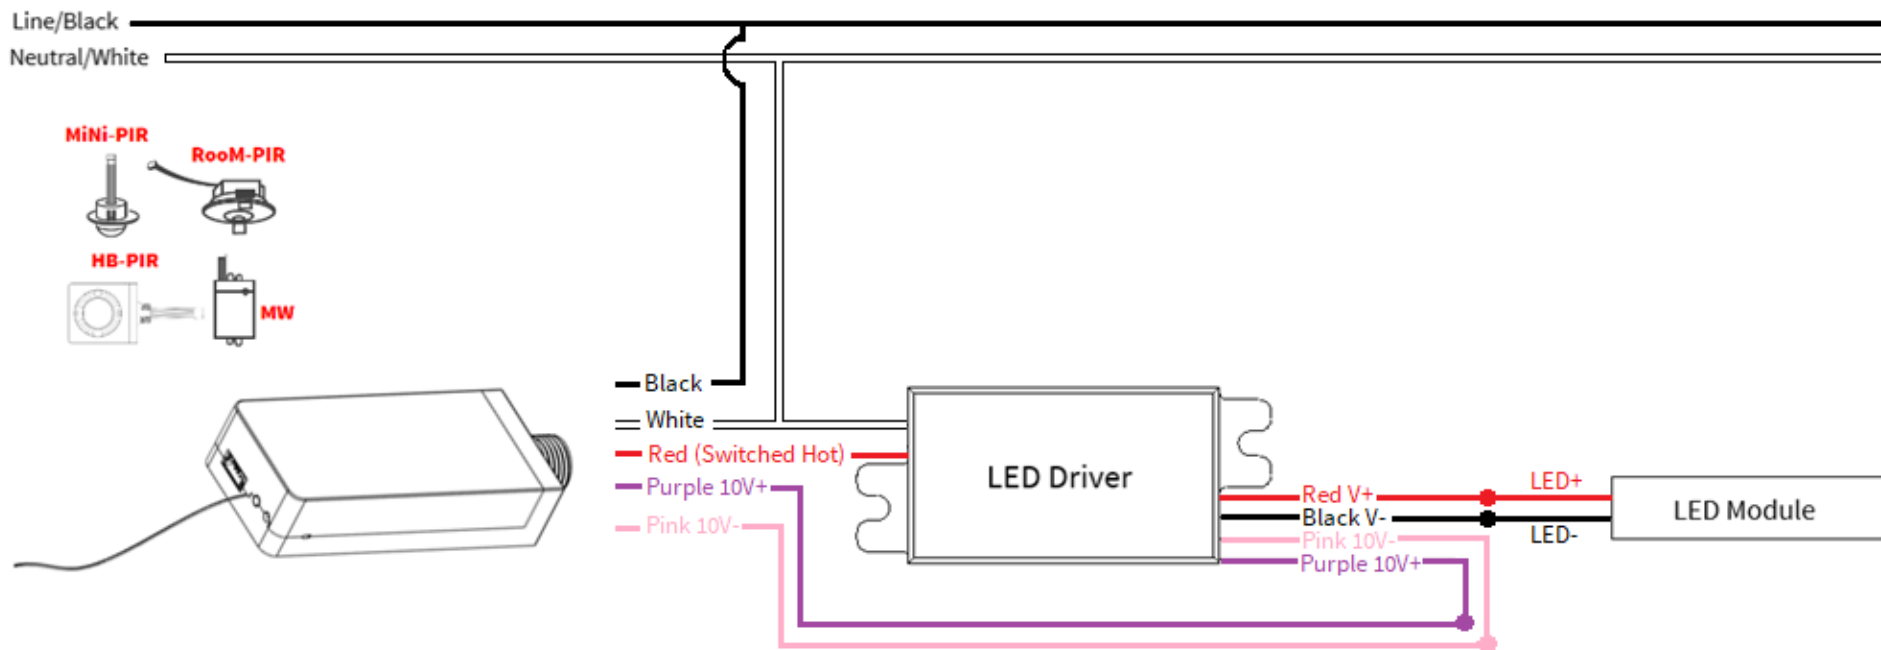 Line/Black
Neutral/White
MiNi-PIR
RooM-PIR
HB-PIR
MW
Black
White
Red (Switched Hot)
Purple 10V+
Pink 10V-
LED Driver
Red V+
Black V-
Pink 10V-
Purple 10V+
LED+
LED-
LED Module